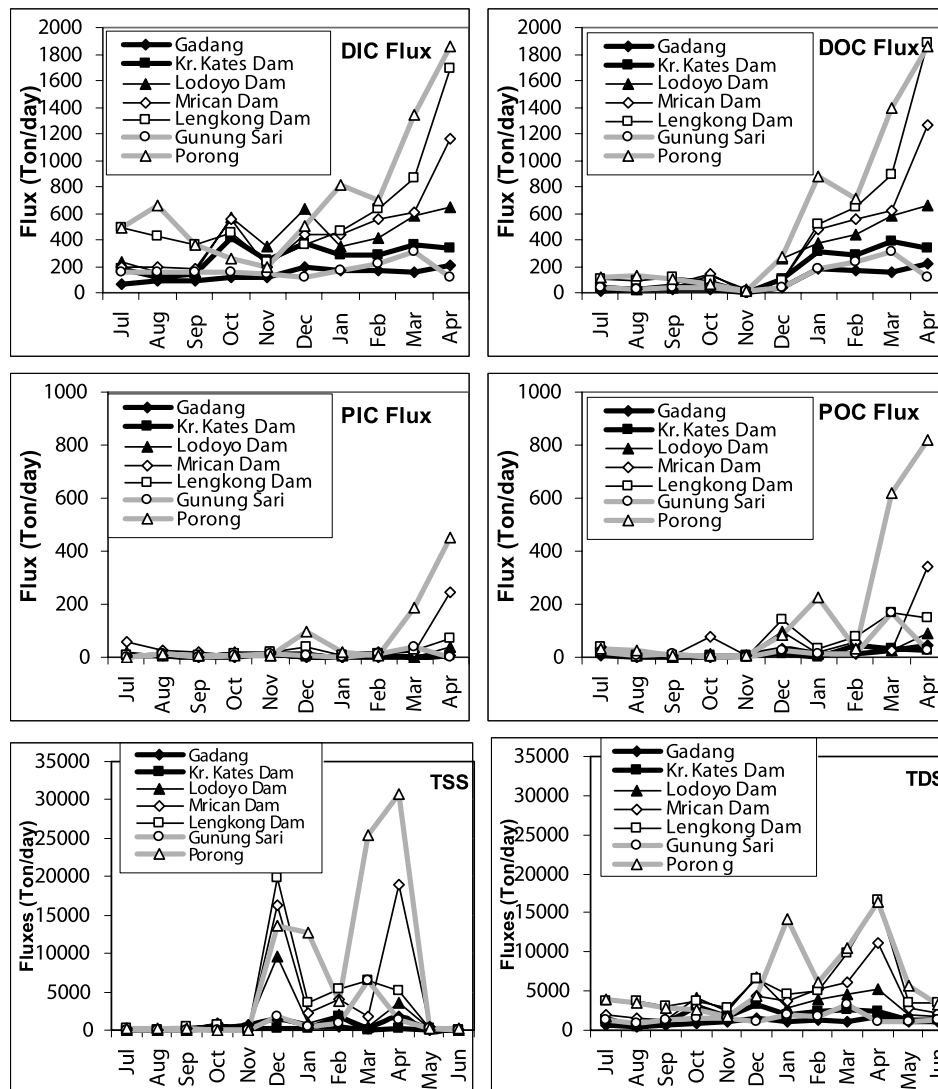 DIC Flux
Flux (Ton/day)
2000
1800
1600
1400
1200
1000
800
600
400
200
0
Gadang
Kr. Kates Dam
Lodoyo Dam
Mrican Dam
Lengkong Dam
Gunung Sari
Porong
Jul
Aug
Sep
Oct
Nov
Dec
Jan
Feb
Mar
Apr
DOC Flux
Flux (Ton/day)
2000
1800
1600
1400
1200
1000
800
600
400
200
0
Gadang
Kr. Kates Dam
Lodoyo Dam
Mrican Dam
Lengkong Dam
Gunung Sari
Porong
Jul
Aug
Sep
Oct
Nov
Dec
Jan
Feb
Mar
Apr
PIC Flux
Flux (Ton/day)
1000
800
600
400
200
0
Gadang
Kr. Kates Dam
Lodoyo Dam
Mrican Dam
Lengkong Dam
Gunung Sari
Porong
Jul
Aug
Sep
Oct
Nov
Dec
Jan
Feb
Mar
Apr
POC Flux
Flux (Ton/day)
1000
800
600
400
200
0
Gadang
Kr. Kates Dam
Lodoyo Dam
Mrican Dam
Lengkong Dam
Gunung Sari
Porong
Jul
Aug
Sep
Oct
Nov
Dec
Jan
Feb
Mar
Apr
TSS
Fluxes (Ton/day)
35000
30000
25000
20000
15000
10000
5000
0
Gadang
Kr. Kates Dam
Lodoyo Dam
Mrican Dam
Lengkong Dam
Gunung Sari
Porong
Jul
Aug
Sep
Oct
Nov
Dec
Jan
Feb
Mar
Apr
May
Jun
TDS
Fluxes (Ton/day)
35000
30000
25000
20000
15000
10000
5000
0
Gadang
Kr. Kates Dam
Lodoyo Dam
Mrican Dam
Lengkong Dam
Gunung Sari
Poron g
Jul
Aug
Sep
Oct
Nov
Dec
Jan
Feb
Mar
Apr
May
Jun